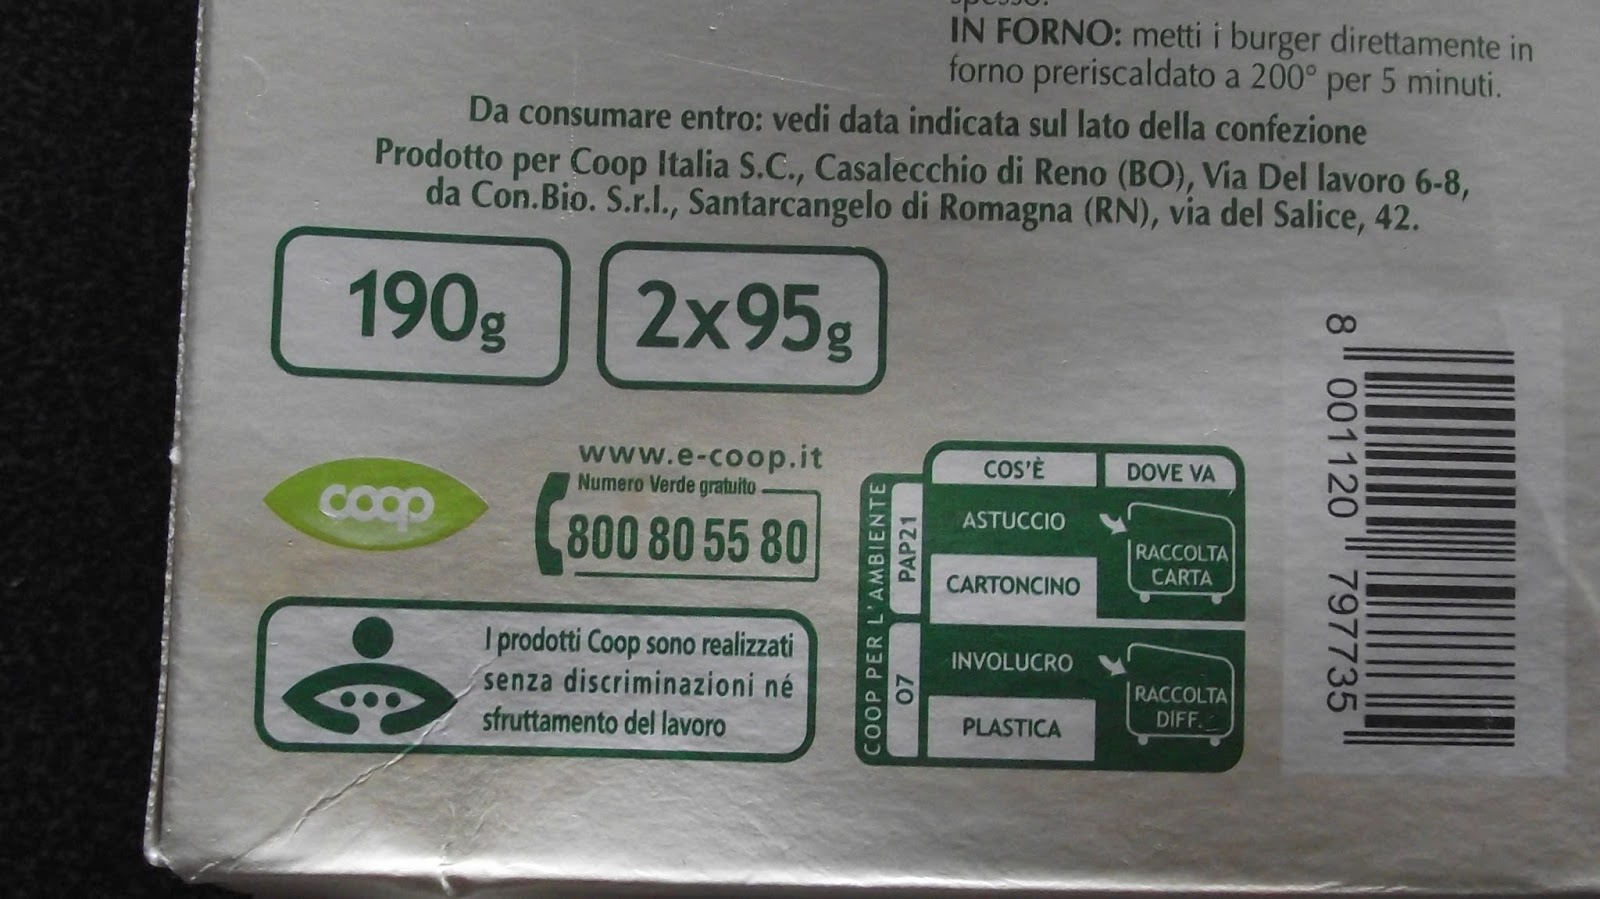 spesso.
IN FORNO: metti i burger direttamente in
forno preriscaldato a 200° per 5 minuti.
Da consumare entro: vedi data indicata sul lato della confezione
Prodotto per Coop Italia S.C., Casalecchio di Reno (BO), Via Del lavoro 6-8,
da Con.Bio. S.r.l., Santarcangelo di Romagna (RN), via del Salice, 42.
190g
2x95g
coop
www.e-coop.it
Numero Verde gratuito
800 80 55 80
I prodotti Coop sono realizzati
senza discriminazioni né
sfruttamento del lavoro
COOP PER L'AMBIENTE
COS'È
DOVE VA
PAP21
ASTUCCIO
CARTONCINO
RACCOLTA
CARTA
07
INVOLUCRO
PLASTICA
RACCOLTA
DIFF.
8 001120 797735